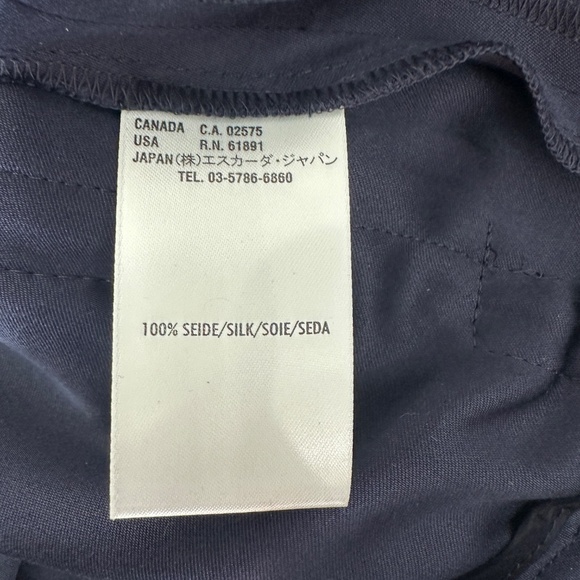 CANADA C.A. 02575
USA R.N. 61891
JAPAN(株)エスカーダ・ジャパン
TEL. 03-5786-6860
100% SEIDE/SILK/SOIE/SEDA